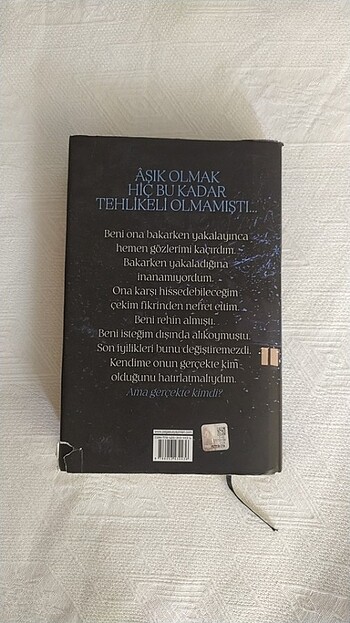 ÂŞIK OLMAK
HİÇ BU KADAR
TEHLİKELİ OLMAMIŞTI...
Beni ona bakarken yakalayınca
hemen gözlerimi kaçırdım.
Bakarken yakaladığına
inanamıyordum.
Ona karşı hissedebileceğim
çekim fikrinden nefret ettim.
Beni rehin almıştı.
Beni isteğim dışında alıkoymuştu.
Son iyilikleri bunu değiştiremezdi.
Kendime onun gerçekte kim
olduğunu hatırlatmalıydım.
Ama gerçekte kimdi?